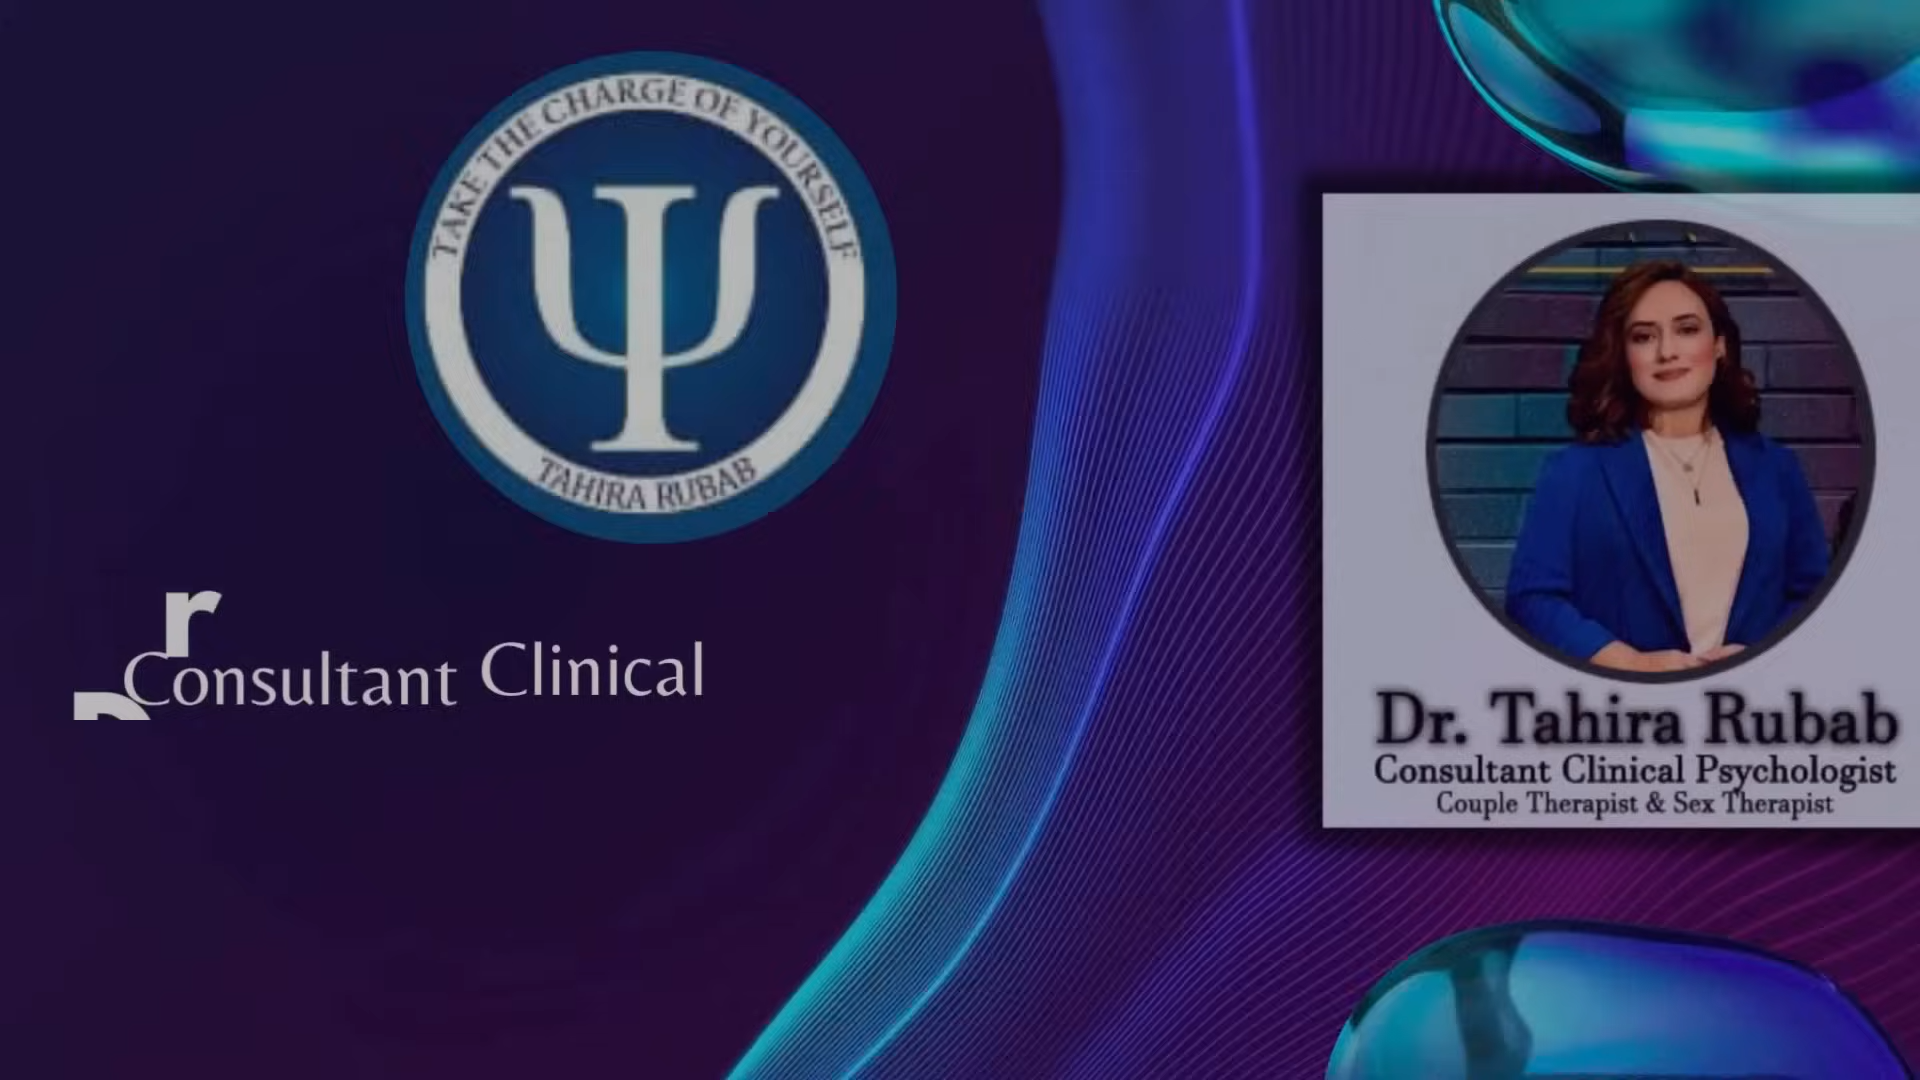 TAKE THE CHARGE OF YOURSELF
TAHIRA RUBAB
r
Consultant Clinical
Dr. Tahira Rubab
Consultant Clinical Psychologist
Couple Therapist & Sex Therapist